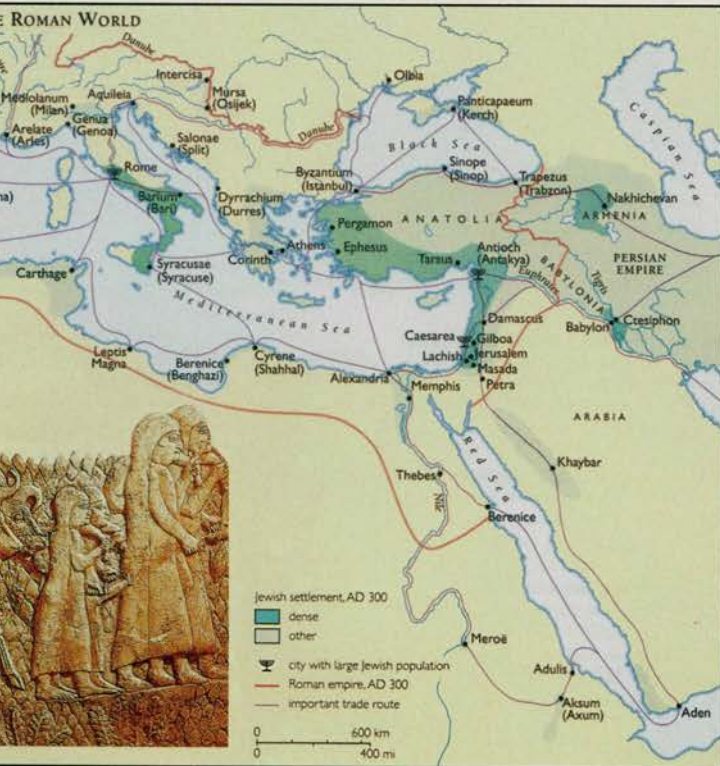 E ROMAN WORLD
Danube
Intercisa
Olbia
Mediolanum
(Milan)
Aquileia
Mursa
(Osijek)
Panticapaeum
(Kerch)
Caspian Sea
Arelate
(Arles)
Genua
(Genoa)
Danube
Salonae
(Split)
Black Sea
Rome
Byzantium
(Istanbul)
Sinope
(Sinop)
Trapezus
(Trabzon)
Barium
(Bari)
Dyrrachium
(Durres)
Nakhichevan
ANATOLIA
ARMENIA
Pergamon
Athens
Ephesus
Antioch
(Antakya)
PERSIAN
EMPIRE
Carthage
Syracusae
(Syracuse)
Corinth
Tarsus
Euphrates
Tigris
BABYLONIA
Mediterranean Sea
Damascus
Babylon
Ctesiphon
Caesarea
Gilboa
Leptis
Magna
Berenice
(Benghazi)
Cyrene
(Shahhal)
Lachish
Jerusalem
Masada
Alexandria
Memphis
Petra
ARABIA
Red Sea
Khaybar
Thebes
Nile
Berenice
Jewish settlement, AD 300
dense
other
Meroë
city with large Jewish population
Adulis
Roman empire, AD 300
important trade route
Aksum
(Axum)
Aden
0 600 km
0 400 mi